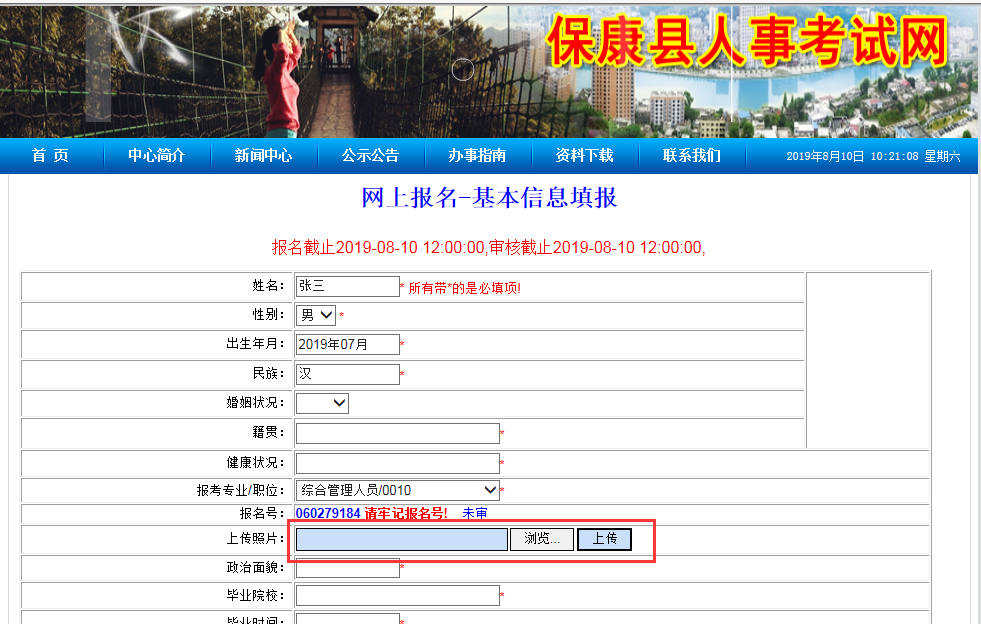 保康县人事考试网
首 页 中心简介 新闻中心 公示公告 办事指南 资料下载 联系我们 2019年8月10日 10:21:08 星期六
网上报名-基本信息填报
报名截止2019-08-10 12:00:00,审核截止2019-08-10 12:00:00,
姓名： 张三 * 所有带*的是必填项!
性别： 男 *
出生年月： 2019年07月 *
民族： 汉 *
婚姻状况：
籍贯： *
健康状况： *
报考专业/职位： 综合管理人员/0010 *
报名号： 060279184 请牢记报名号! 未审
上传照片： 浏览... 上传
政治面貌： *
毕业院校： *
毕业时间： *